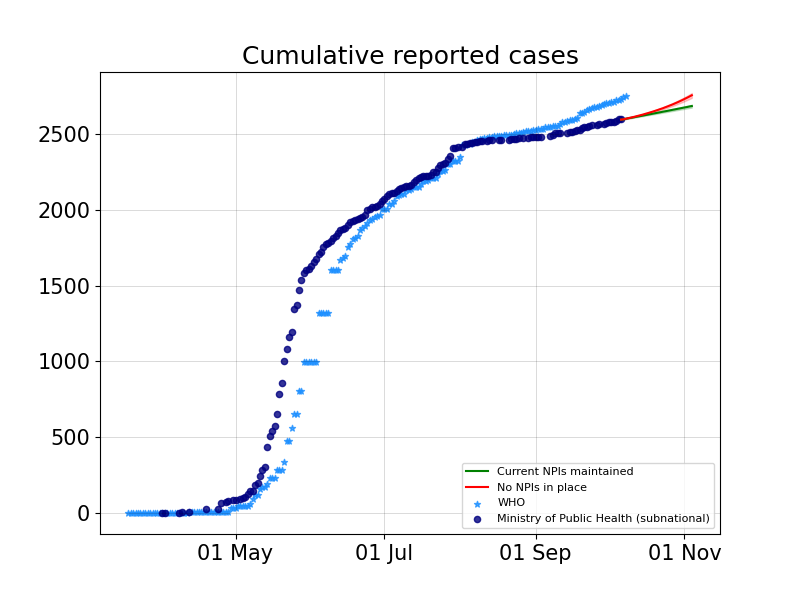 Cumulative reported cases
2500
2000
1500
1000
500
0
Current NPIs maintained
No NPIs in place
WHO
Ministry of Public Health (subnational)
01 May
01 Jul
01 Sep
01 Nov